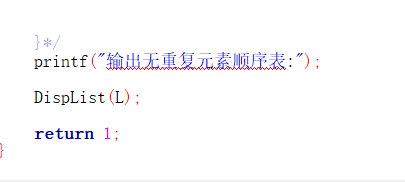 }*/
printf("输出无重复元素顺序表:");
DispList(L);
return 1;
}